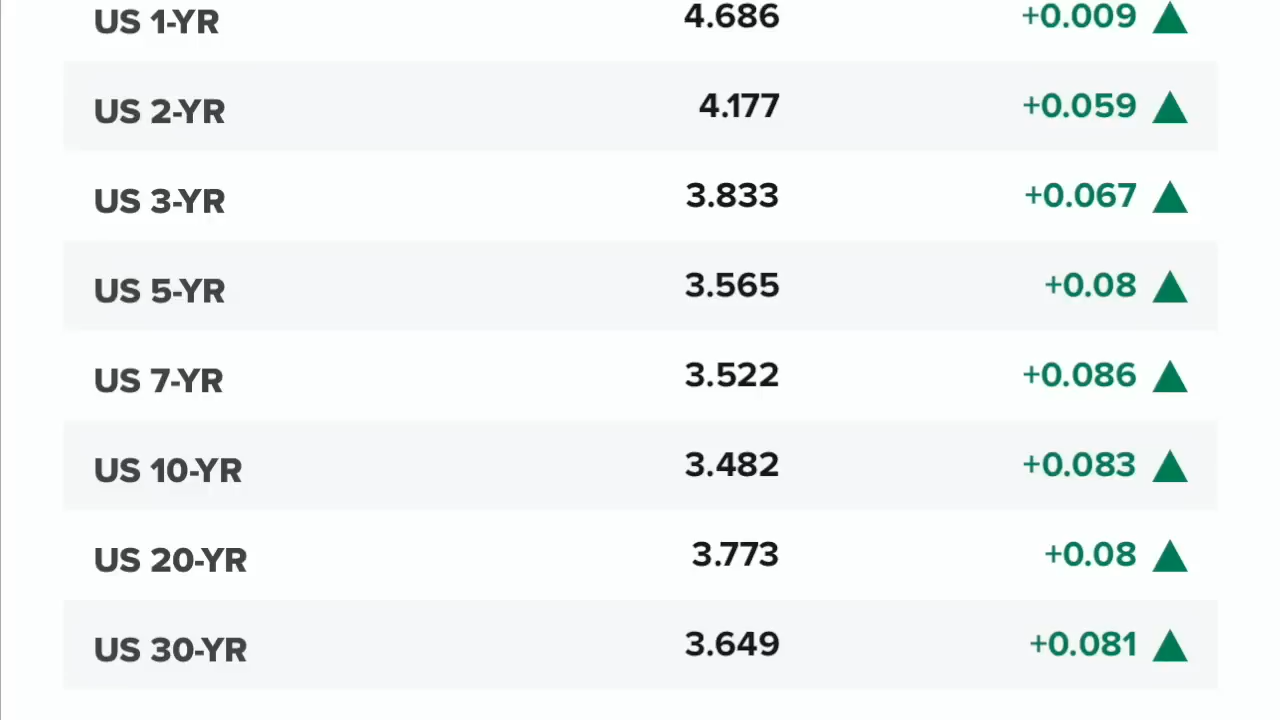 US 1-YR 4.686 +0.009 ▲
US 2-YR 4.177 +0.059 ▲
US 3-YR 3.833 +0.067 ▲
US 5-YR 3.565 +0.08 ▲
US 7-YR 3.522 +0.086 ▲
US 10-YR 3.482 +0.083 ▲
US 20-YR 3.773 +0.08 ▲
US 30-YR 3.649 +0.081 ▲